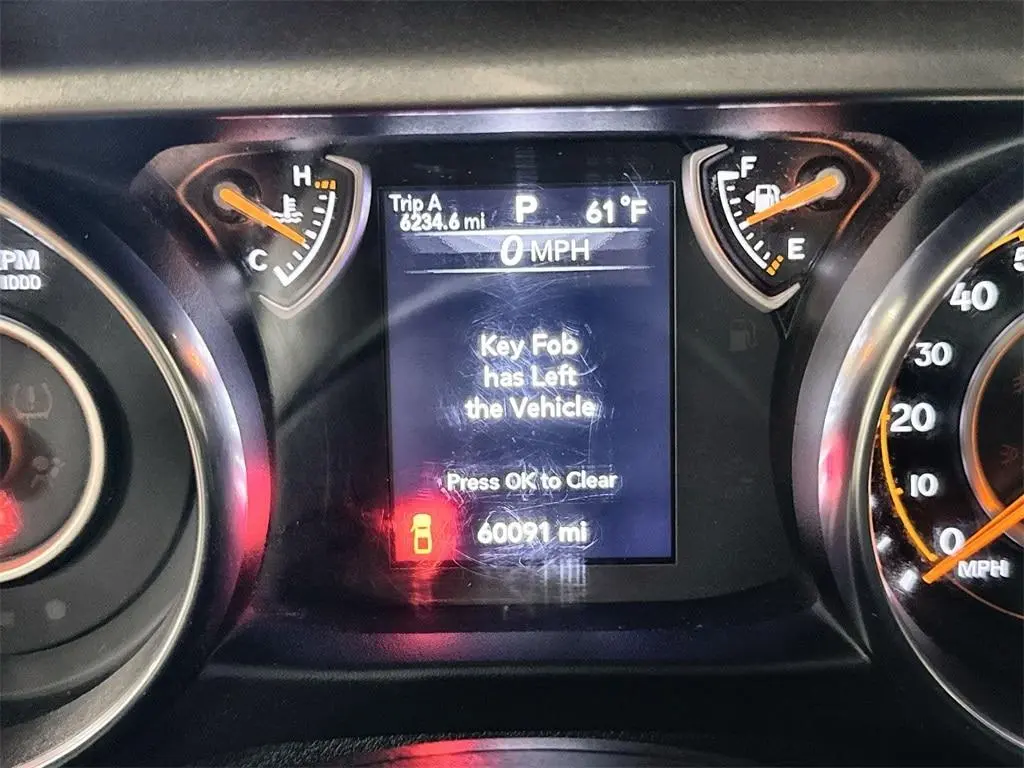 Trip A
6234.6 mi
P
61°F
0 MPH
Key Fob
has Left
the Vehicle
Press OK to Clear
60091 mi
H
C
F
E
PM
1000
40
30
20
10
0
MPH